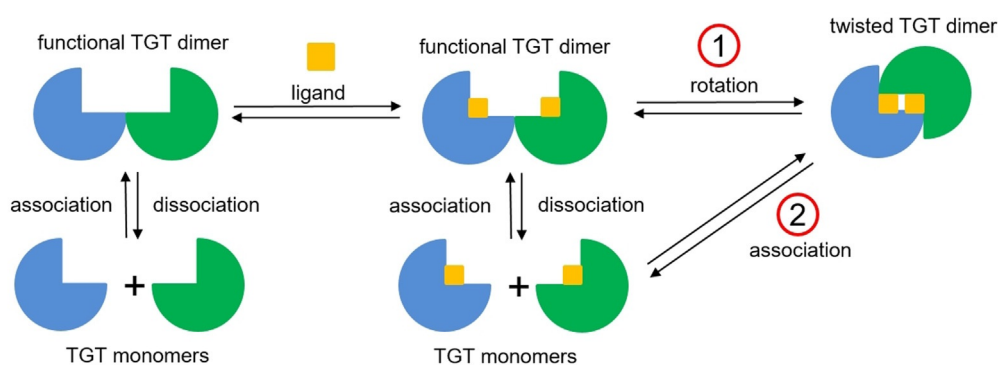 functional TGT dimer
ligand
functional TGT dimer
1
rotation
twisted TGT dimer
association
dissociation
association
dissociation
2
association
+
+
TGT monomers
TGT monomers